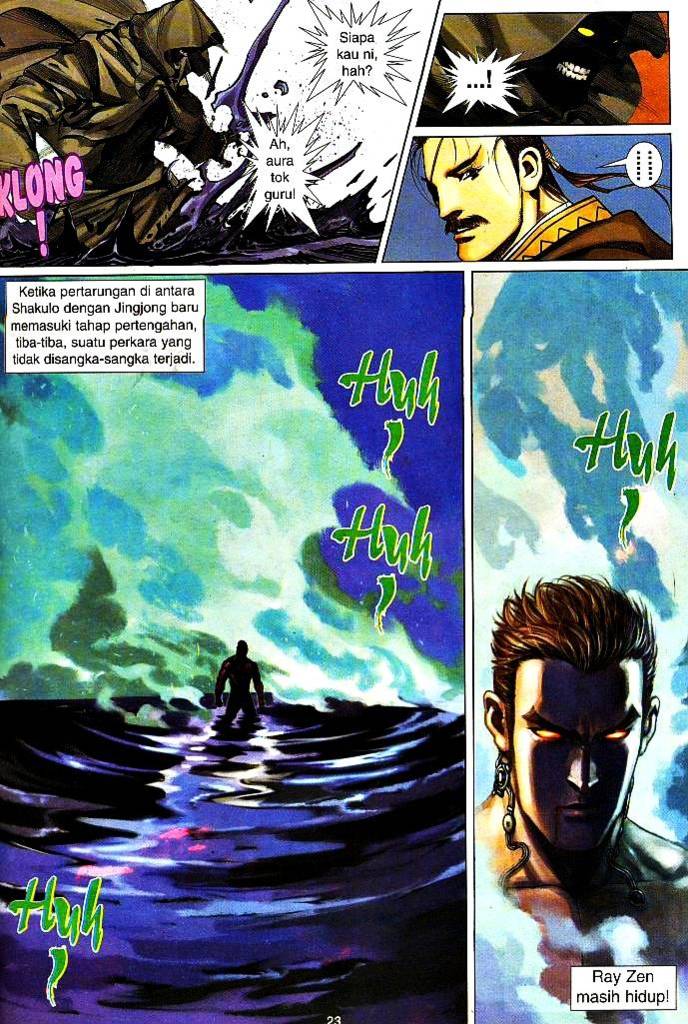 Siapa
kau ni,
hah?
Ah,
aura
tok
guru!
KLONG
!
....!
Ketika pertarungan di antara
Shakulo dengan Jingjong baru
memasuki tahap pertengahan,
tiba-tiba, suatu perkara yang
tidak disangka-sangka terjadi.
Huh
,
Huh
,
Huh
,
Huh
,
Ray Zen
masih hidup!
23